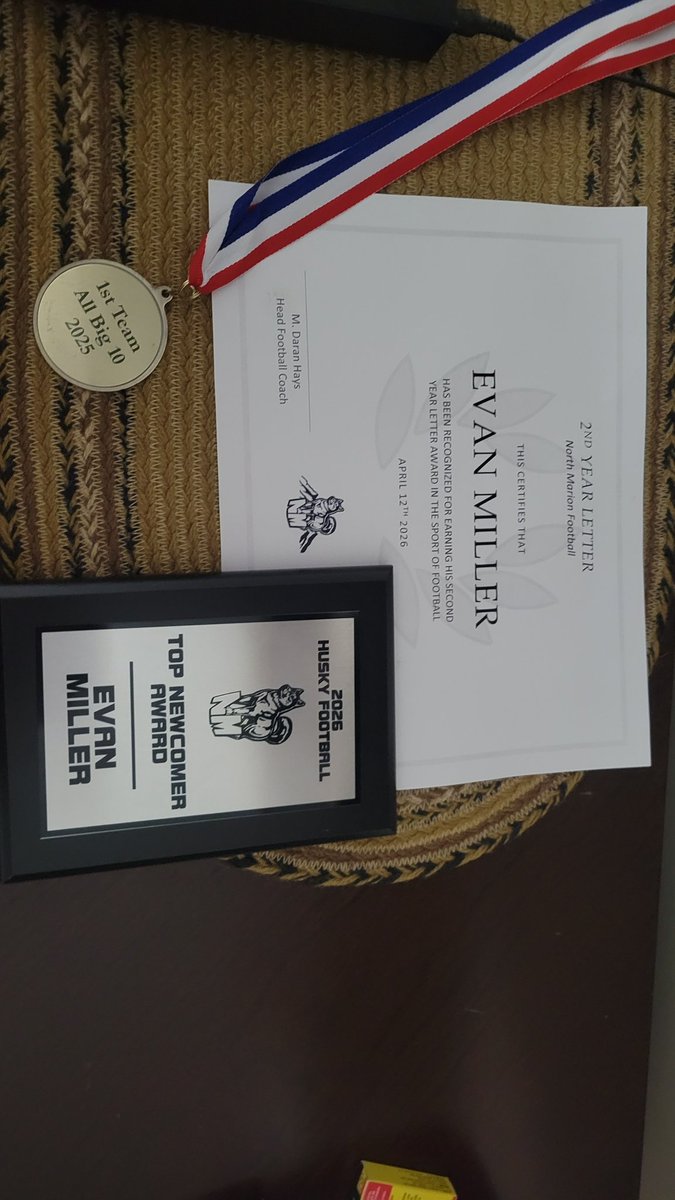 2ND YEAR LETTER
North Marion Football
THIS CERTIFIES THAT
EVAN MILLER
HAS BEEN RECOGNIZED FOR EARNING HIS SECOND
YEAR LETTER AWARD IN THE SPORT OF FOOTBALL
APRIL 12TH 2026
M. Daran Hays
Head Football Coach
NM
1st Team
All Big 10
2025
2025
HUSKY FOOTBALL
NM
TOP NEWCOMER
AWARD
EVAN
MILLER